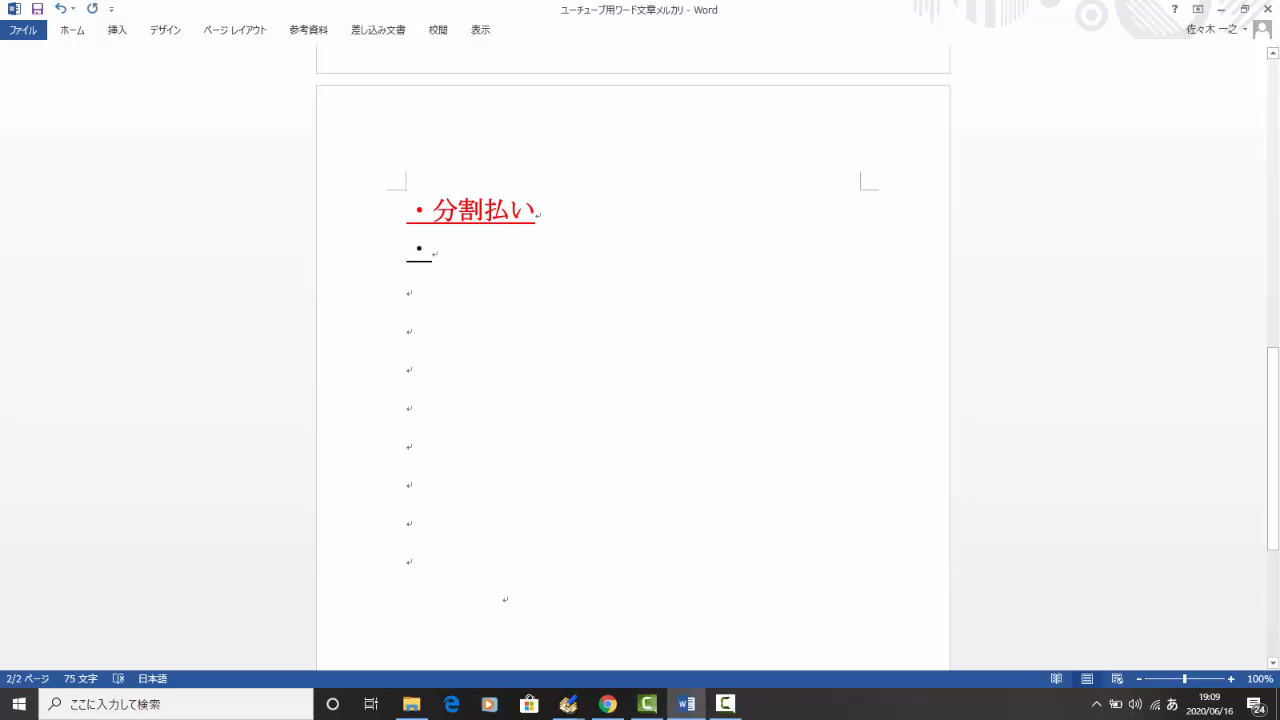 ユーチューブ用ワード文章メルカリ - Word
?
ファイル ホーム 挿入 デザイン ページ レイアウト 参考資料 差し込み文書 校閲 表示 佐々木 一之
・分割払い
・
2/2 ページ 75 文字 日本語 100%
ここに入力して検索
あ
19:09
2020/06/16
24